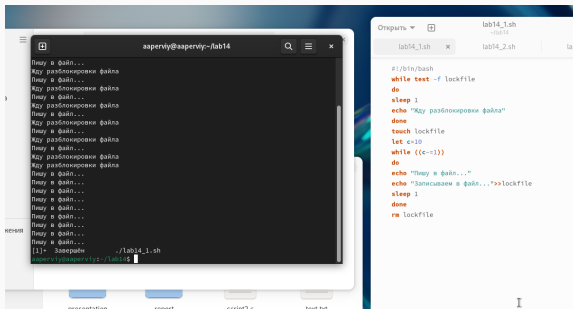 aaperviy@aaperviy:~/lab14
Пишу в файл...
Жду разблокировки файла
Пишу в файл...
Жду разблокировки файла
Пишу в файл...
Жду разблокировки файла
Пишу в файл...
Жду разблокировки файла
Пишу в файл...
Жду разблокировки файла
Пишу в файл...
Жду разблокировки файла
Жду разблокировки файла
Пишу в файл...
Пишу в файл...
Пишу в файл...
Пишу в файл...
Пишу в файл...
Пишу в файл...
Пишу в файл...
Пишу в файл...
Пишу в файл...
[1]+ Завершён ./lab14_1.sh
aaperviy@aaperviy:~/lab14$
Открыть
lab14_1.sh
~/lab14
lab14_1.sh
lab14_2.sh
#!/bin/bash
while test -f lockfile
do
sleep 1
echo "Жду разблокировки файла"
done
touch lockfile
let c=10
while ((c-=1))
do
echo "Пишу в файл..."
echo "Записываем в файл...">>lockfile
sleep 1
done
rm lockfile